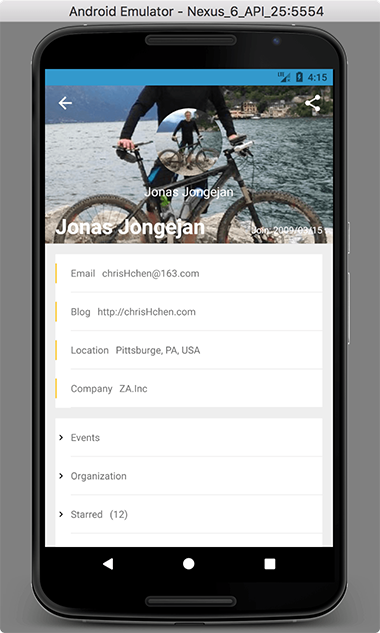 Android Emulator - Nexus_6_API_25:5554
4:15
Jonas Jongejan
Jonas Jongejan
Join: 2009/03/15
Email chrisHchen@163.com
Blog http://chrisHchen.com
Location Pittsburge, PA, USA
Company ZA.Inc
Events
Organization
Starred (12)